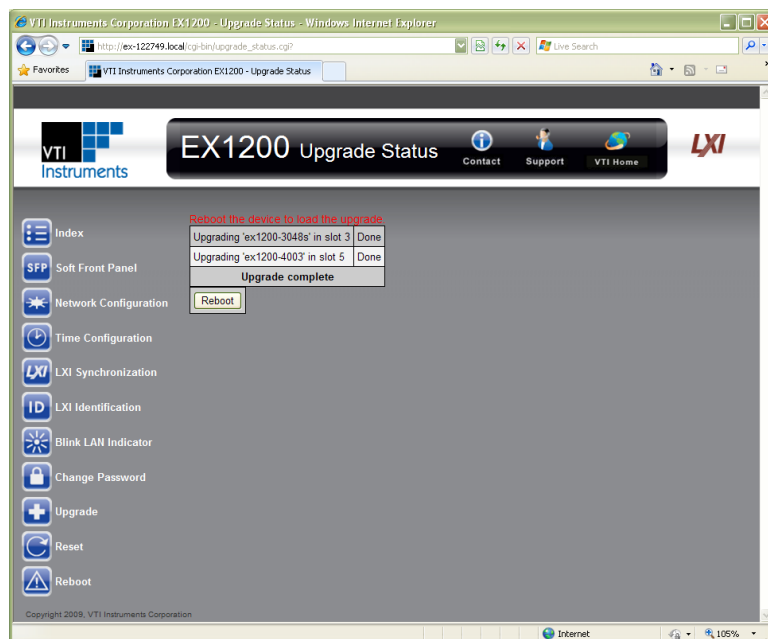 VTI Instruments Corporation EX1200 - Upgrade Status - Windows Internet Explorer
http://ex-122749.local/cgi-bin/upgrade_status.cgi?
Live Search
Favorites
VTI Instruments Corporation EX1200 - Upgrade Status
VTI
Instruments
EX1200 Upgrade Status
Contact
Support
VTI Home
LXI
Reboot the device to load the upgrade
Index
Upgrading 'ex1200-3048s' in slot 3 Done
Upgrading 'ex1200-4003' in slot 5 Done
SFP Soft Front Panel
Upgrade complete
Reboot
Network Configuration
Time Configuration
LXI LXI Synchronization
ID LXI Identification
Blink LAN Indicator
Change Password
Upgrade
Reset
Reboot
Copyright 2009, VTI Instruments Corporation
Internet
105%